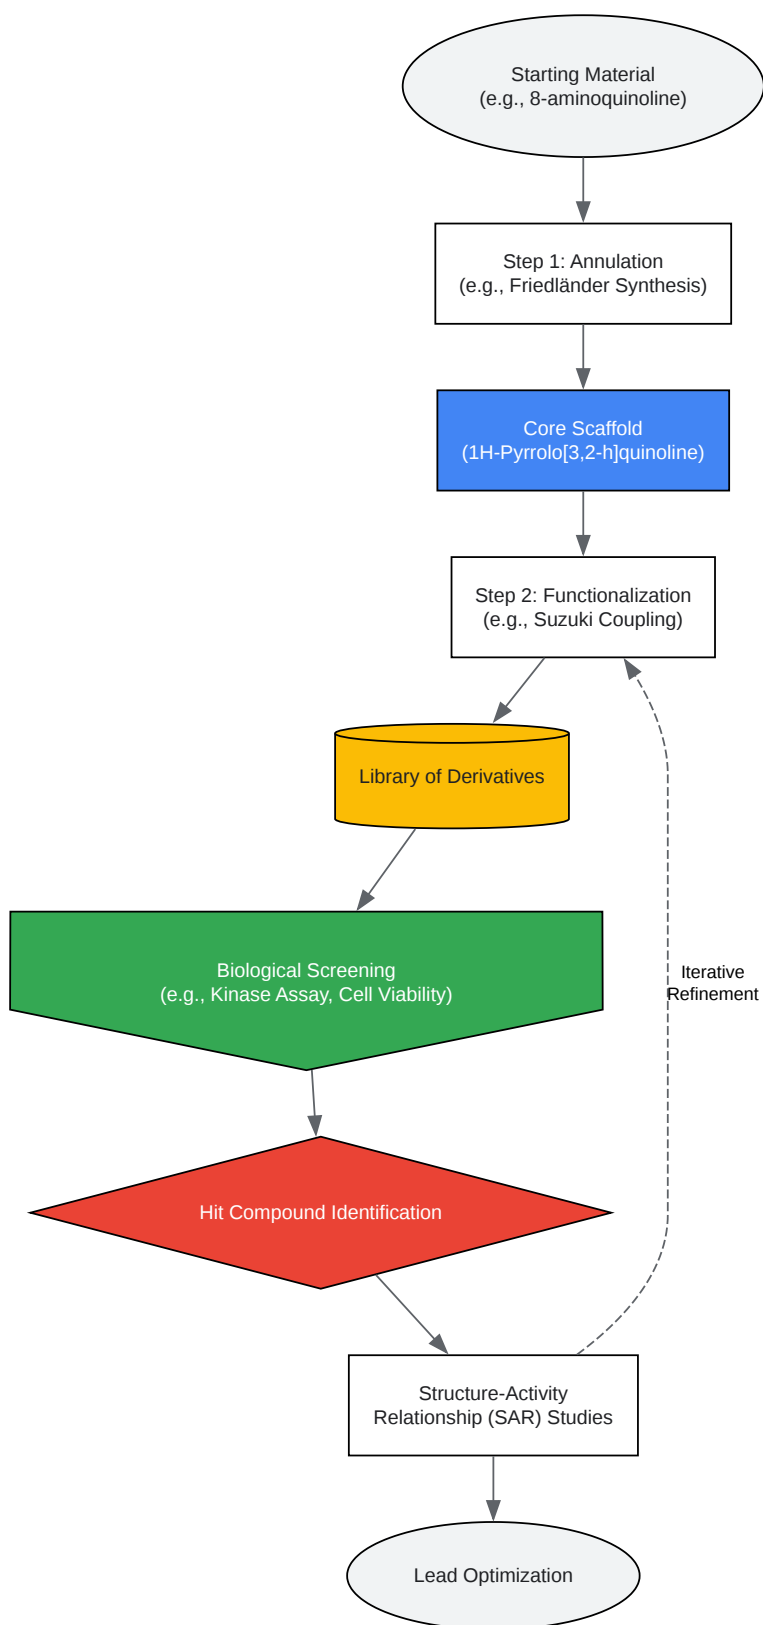 Starting Material
(e.g., 8-aminoquinoline)
Step 1: Annulation
(e.g., Friedländer Synthesis)
Core Scaffold
(1H-Pyrrolo[3,2-h]quinoline)
Step 2: Functionalization
(e.g., Suzuki Coupling)
Library of Derivatives
Biological Screening
(e.g., Kinase Assay, Cell Viability)
Iterative
Refinement
Hit Compound Identification
Structure-Activity
Relationship (SAR) Studies
Lead Optimization